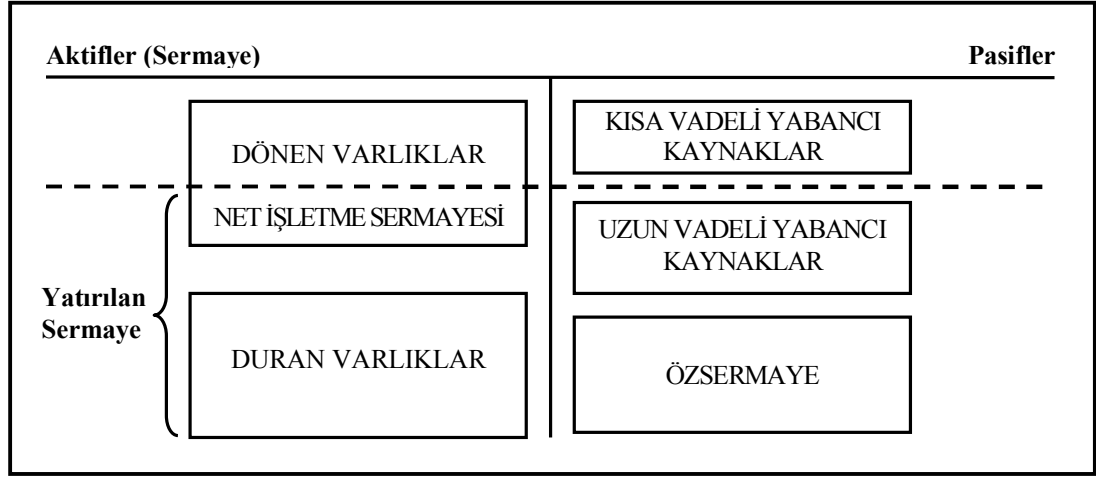 Aktifler (Sermaye)
Pasifler
DÖNEN VARLIKLAR
NET İŞLETME SERMAYESİ
Yatırılan
Sermaye
DURAN VARLIKLAR
KISA VADELİ YABANCI
KAYNAKLAR
UZUN VADELİ YABANCI
KAYNAKLAR
ÖZSERMAYE